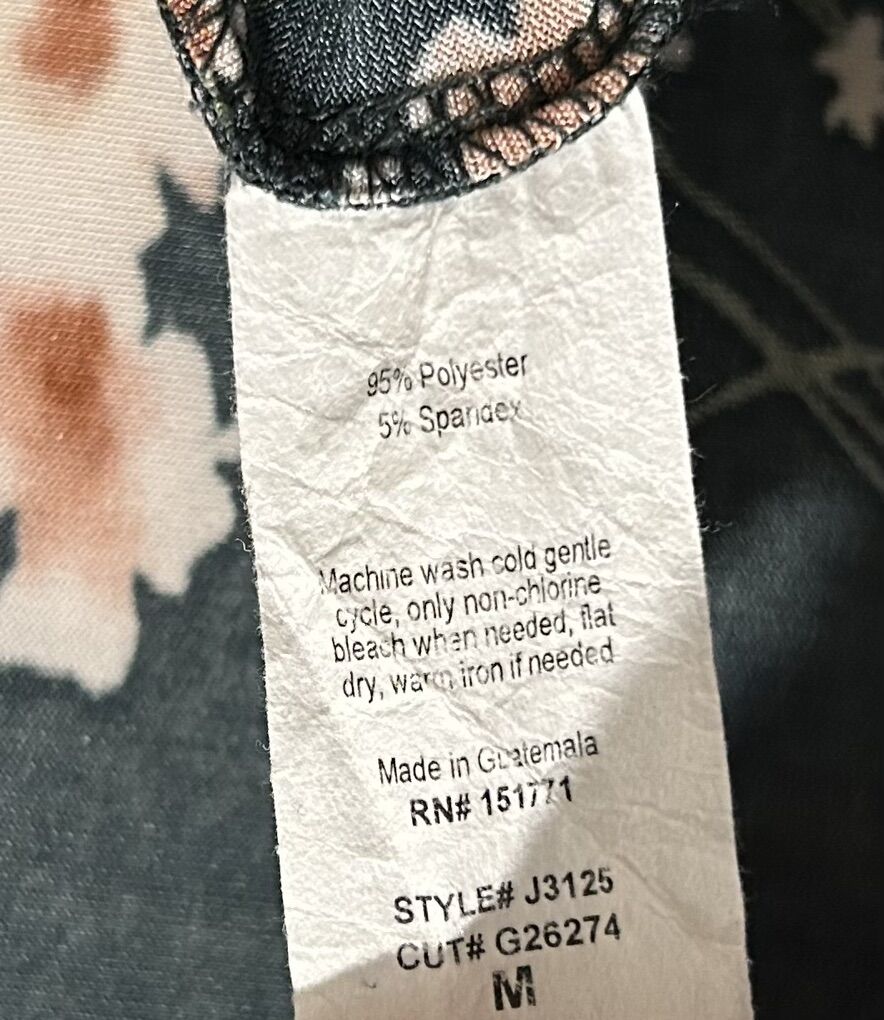 95% Polyester
5% Spandex
Machine wash cold gentle
cycle, only non-chlorine
bleach when needed, flat
dry, warm iron if needed
Made in Guatemala
RN# 151771
STYLE# J3125
CUT# G26274
M